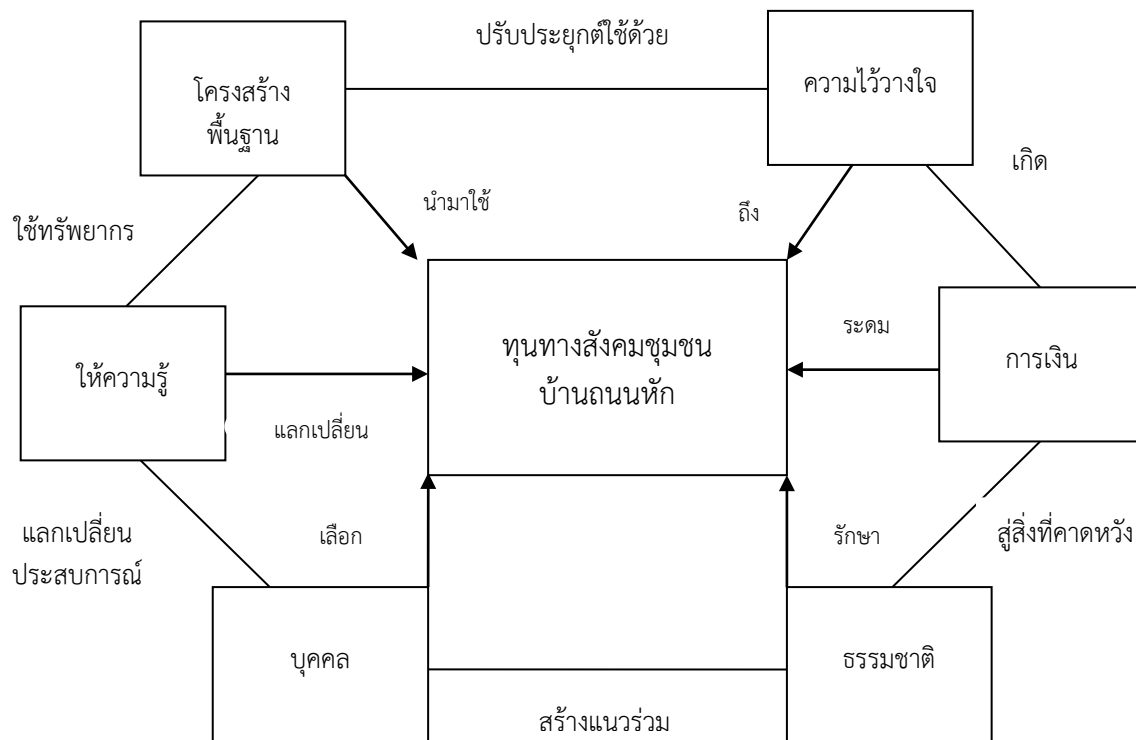 ปรับประยุกต์ใช้ด้วย
โครงสร้าง
พื้นฐาน
ความไว้วางใจ
เกิด
นำมาใช้
ถึง
ใช้ทรัพยากร
ทุนทางสังคมชุมชน
บ้านถนนหัก
ระดม
ให้ความรู้
การเงิน
แลกเปลี่ยน
แลกเปลี่ยน
ประสบการณ์
เลือก
รักษา
สู่สิ่งที่คาดหวัง
บุคคล
ธรรมชาติ
สร้างแนวร่วม